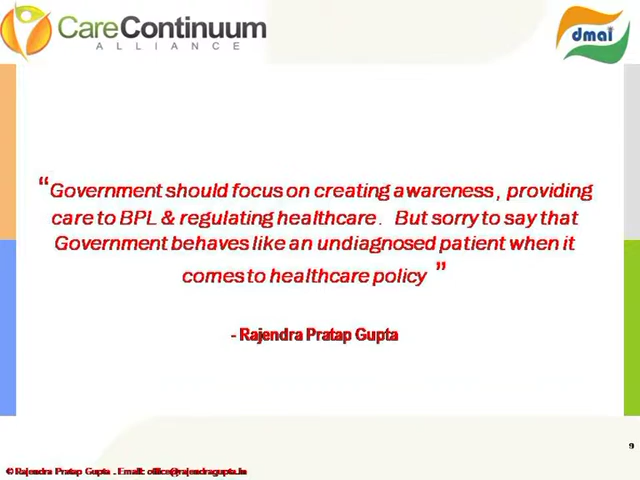 CareContinuum
ALLIANCE
dmai
“Government should focus on creating awareness , providing
care to BPL & regulating healthcare . But sorry to say that
Government behaves like an undiagnosed patient when it
comes to healthcare policy ”
- Rajendra Pratap Gupta
9
© Rajendra Pratap Gupta . Email: office@rajendragupta.in